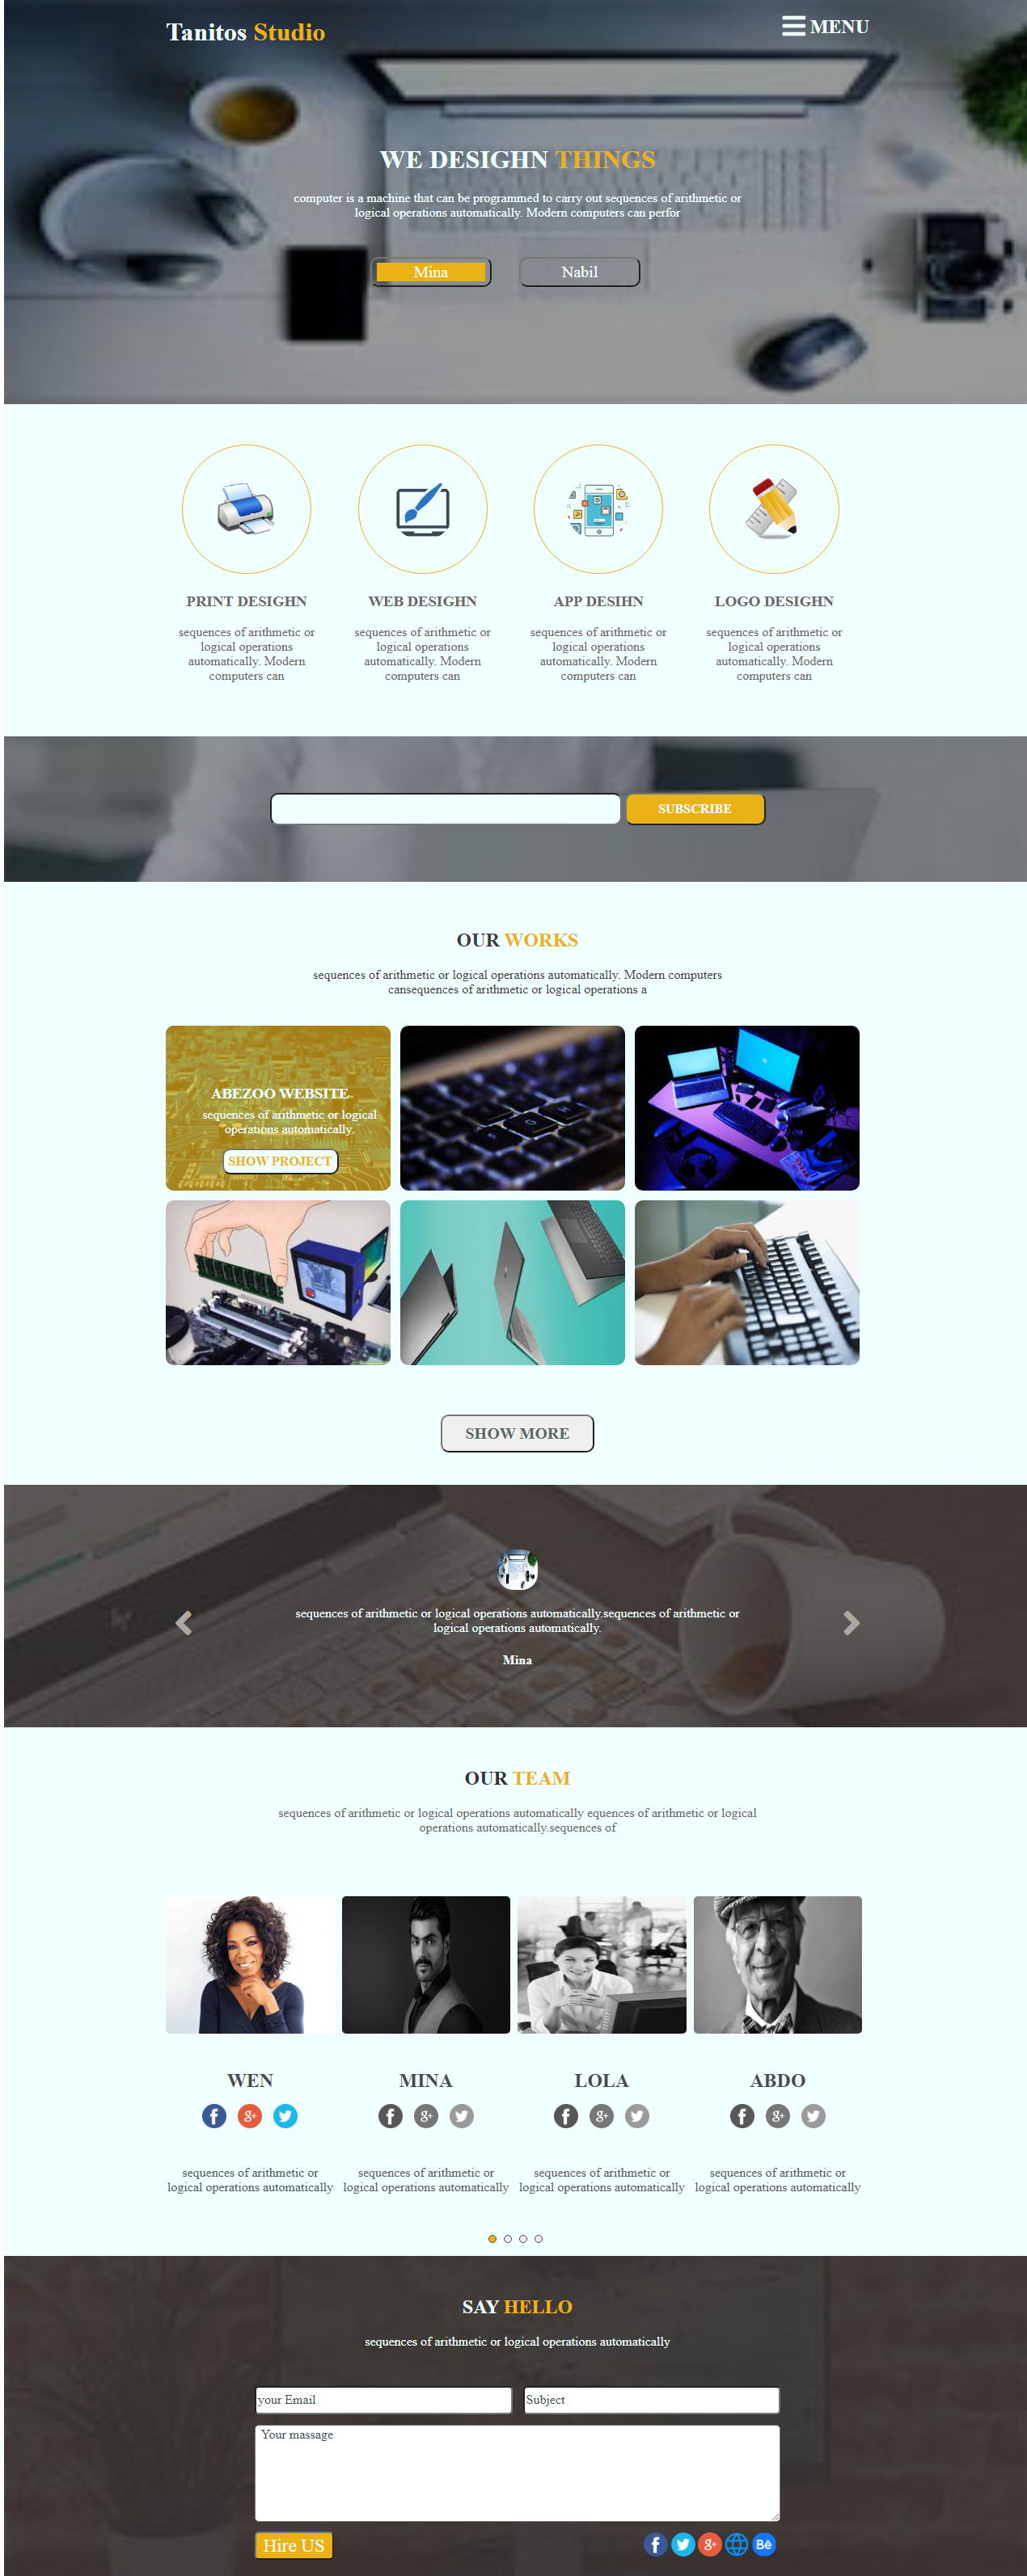 Tanitos Studio
MENU
WE DESIGHN THINGS
computer is a machine that can be programmed to carry out sequences of arithmetic or
logical operations automatically. Modern computers can perfor
Mina
Nabil
PRINT DESIGHN
WEB DESIGHN
APP DESIHN
LOGO DESIGHN
sequences of arithmetic or
logical operations
automatically. Modern
computers can
sequences of arithmetic or
logical operations
automatically. Modern
computers can
sequences of arithmetic or
logical operations
automatically. Modern
computers can
sequences of arithmetic or
logical operations
automatically. Modern
computers can
SUBSCRIBE
OUR WORKS
sequences of arithmetic or logical operations automatically. Modern computers
cansequences of arithmetic or logical operations a
ABEZOO WEBSITE
sequences of arithmetic or logical
operations automatically.
SHOW PROJECT
SHOW MORE
sequences of arithmetic or logical operations automatically.sequences of arithmetic or
logical operations automatically.
Mina
OUR TEAM
sequences of arithmetic or logical operations automatically equences of arithmetic or logical
operations automatically.sequences of
WEN
MINA
LOLA
ABDO
sequences of arithmetic or
logical operations automatically
sequences of arithmetic or
logical operations automatically
sequences of arithmetic or
logical operations automatically
sequences of arithmetic or
logical operations automatically
SAY HELLO
sequences of arithmetic or logical operations automatically
your Email
Subject
Your massage
Hire US